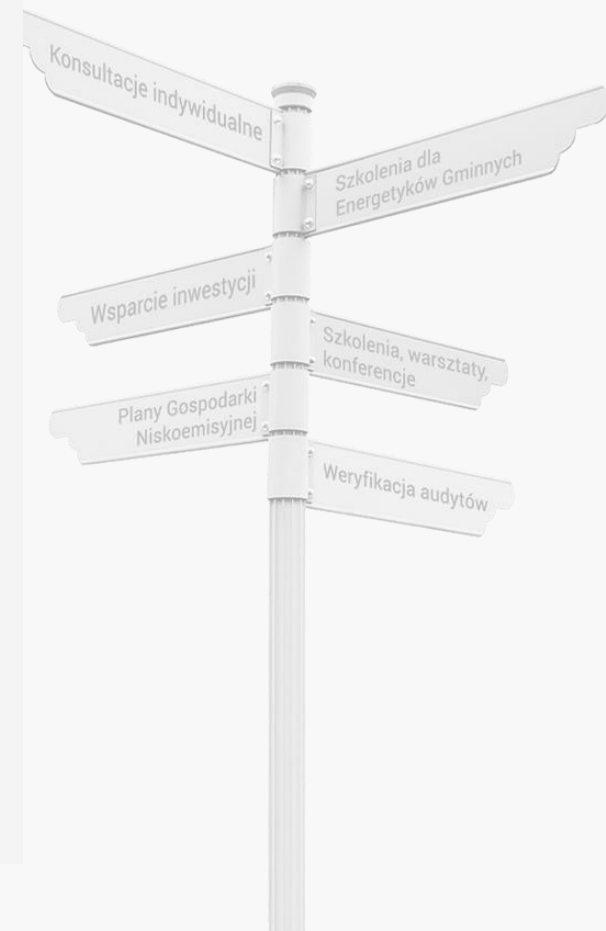 Konsultacje indywidualne
Szkolenia dla
Energetyków Gminnych
Wsparcie inwestycji
Szkolenia, warsztaty,
konferencje
Plany Gospodarki
Niskoemisyjnej
Weryfikacja audytów